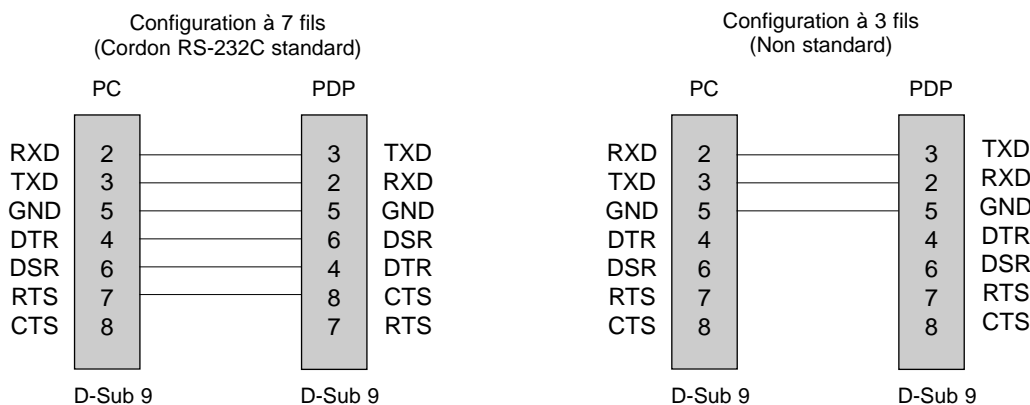 Configuration à 7 fils
(Cordon RS-232C standard)
PC PDP
RXD 2 3 TXD
TXD 3 2 RXD
GND 5 5 GND
DTR 4 6 DSR
DSR 6 4 DTR
RTS 7 8 CTS
CTS 8 7 RTS
D-Sub 9 D-Sub 9
Configuration à 3 fils
(Non standard)
PC PDP
RXD 2 3 TXD
TXD 3 2 RXD
GND 5 5 GND
DTR 4 4 DTR
DSR 6 6 DSR
RTS 7 7 RTS
CTS 8 8 CTS
D-Sub 9 D-Sub 9